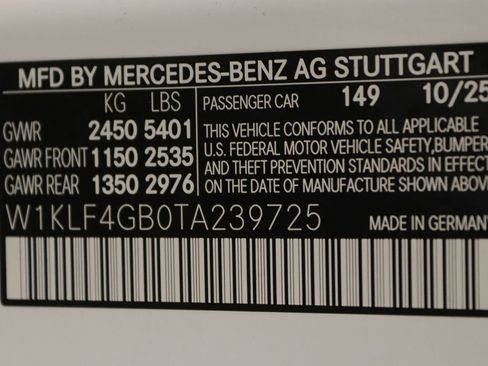 MFD BY MERCEDES-BENZ AG STUTTGART
KG LBS
GVWR 2450 5401
GAWR FRONT 1150 2535
GAWR REAR 1350 2976
PASSENGER CAR 149 10/25
THIS VEHICLE CONFORMS TO ALL APPLICABLE
U.S. FEDERAL MOTOR VEHICLE SAFETY, BUMPER
AND THEFT PREVENTION STANDARDS IN EFFECT
ON THE DATE OF MANUFACTURE SHOWN ABOVE
W1KLF4GB0TA239725
MADE IN GERMANY